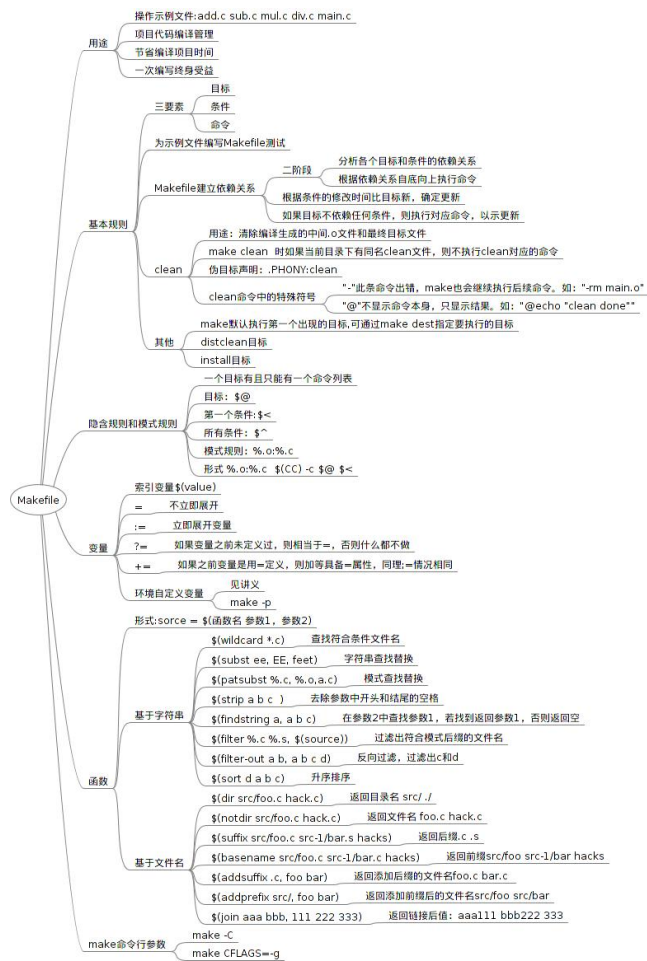 操作示例文件:add.c sub.c mul.c div.c main.c
用途
项目代码编译管理
节省编译项目时间
一次编写终身受益
三要素
目标
条件
命令
为示例文件编写Makefile测试
Makefile建立依赖关系
二阶段
分析各个目标和条件的依赖关系
根据依赖关系自底向上执行命令
根据条件的修改时间比目标新，确定更新
如果目标不依赖任何条件，则执行对应命令，以示更新
基本规则
clean
用途：清除编译生成的中间.o文件和最终目标文件
make clean 时如果当前目录下有同名clean文件，则不执行clean对应的命令
伪目标声明：.PHONY:clean
clean命令中的特殊符号
"-"此条命令出错，make也会继续执行后续命令。如："-rm main.o"
"@"不显示命令本身，只显示结果。如："@echo "clean done""
其他
make默认执行第一个出现的目标,可通过make dest指定要执行的目标
distclean目标
install目标
隐含规则和模式规则
一个目标有且只能有一个命令列表
目标：$@
第一个条件:$<
所有条件：$^
模式规则：%.o:%.c
形式 %.o:%.c $(CC) -c $@ $<
Makefile
变量
索引变量$(value)
= 不立即展开
:= 立即展开变量
?= 如果变量之前未定义过，则相当于=，否则什么都不做
+= 如果之前变量是用=定义，则加等具备=属性，同理;=情况相同
环境自定义变量
见讲义
make -p
函数
形式:sorce = $(函数名 参数1，参数2)
基于字符串
$(wildcard *.c) 查找符合条件文件名
$(subst ee, EE, feet) 字符串查找替换
$(patsubst %.c, %.o,a.c) 模式查找替换
$(strip a b c ) 去除参数中开头和结尾的空格
$(findstring a, a b c) 在参数2中查找参数1，若找到返回参数1，否则返回空
$(filter %.c %.s, $(source)) 过滤出符合模式后缀的文件名
$(filter-out a b, a b c d) 反向过滤，过滤出c和d
$(sort d a b c) 升序排序
基于文件名
$(dir src/foo.c hack.c) 返回目录名 src/ ./
$(notdir src/foo.c hack.c) 返回文件名 foo.c hack.c
$(suffix src/foo.c src-1/bar.s hacks) 返回后缀.c .s
$(basename src/foo.c src-1/bar.c hacks) 返回前缀src/foo src-1/bar hacks
$(addsuffix .c, foo bar) 返回添加后缀的文件名foo.c bar.c
$(addprefix src/, foo bar) 返回添加前缀后的文件名src/foo src/bar
$(join aaa bbb, 111 222 333) 返回链接后值：aaa111 bbb222 333
make命令行参数
make -C
make CFLAGS=-g